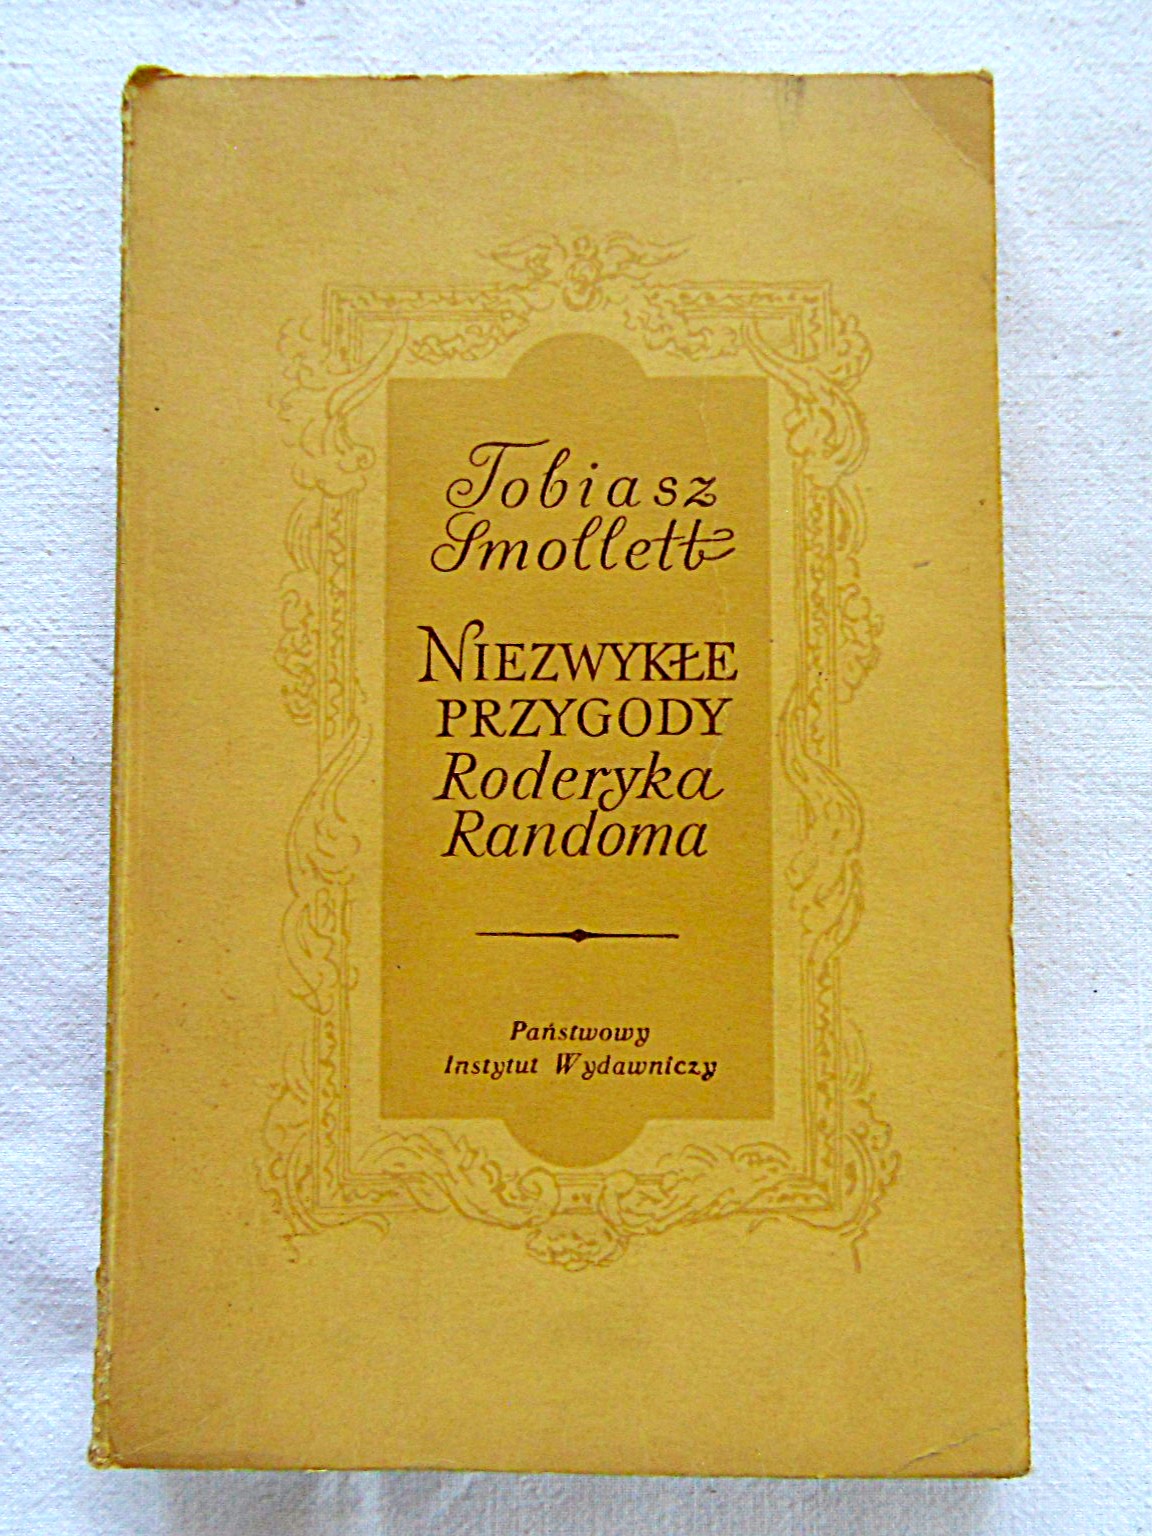 Tobiasz
Smollett
NIEZWYKŁE
PRZYGODY
Roderyka
Randoma
Państwowy
Instytut Wydawniczy